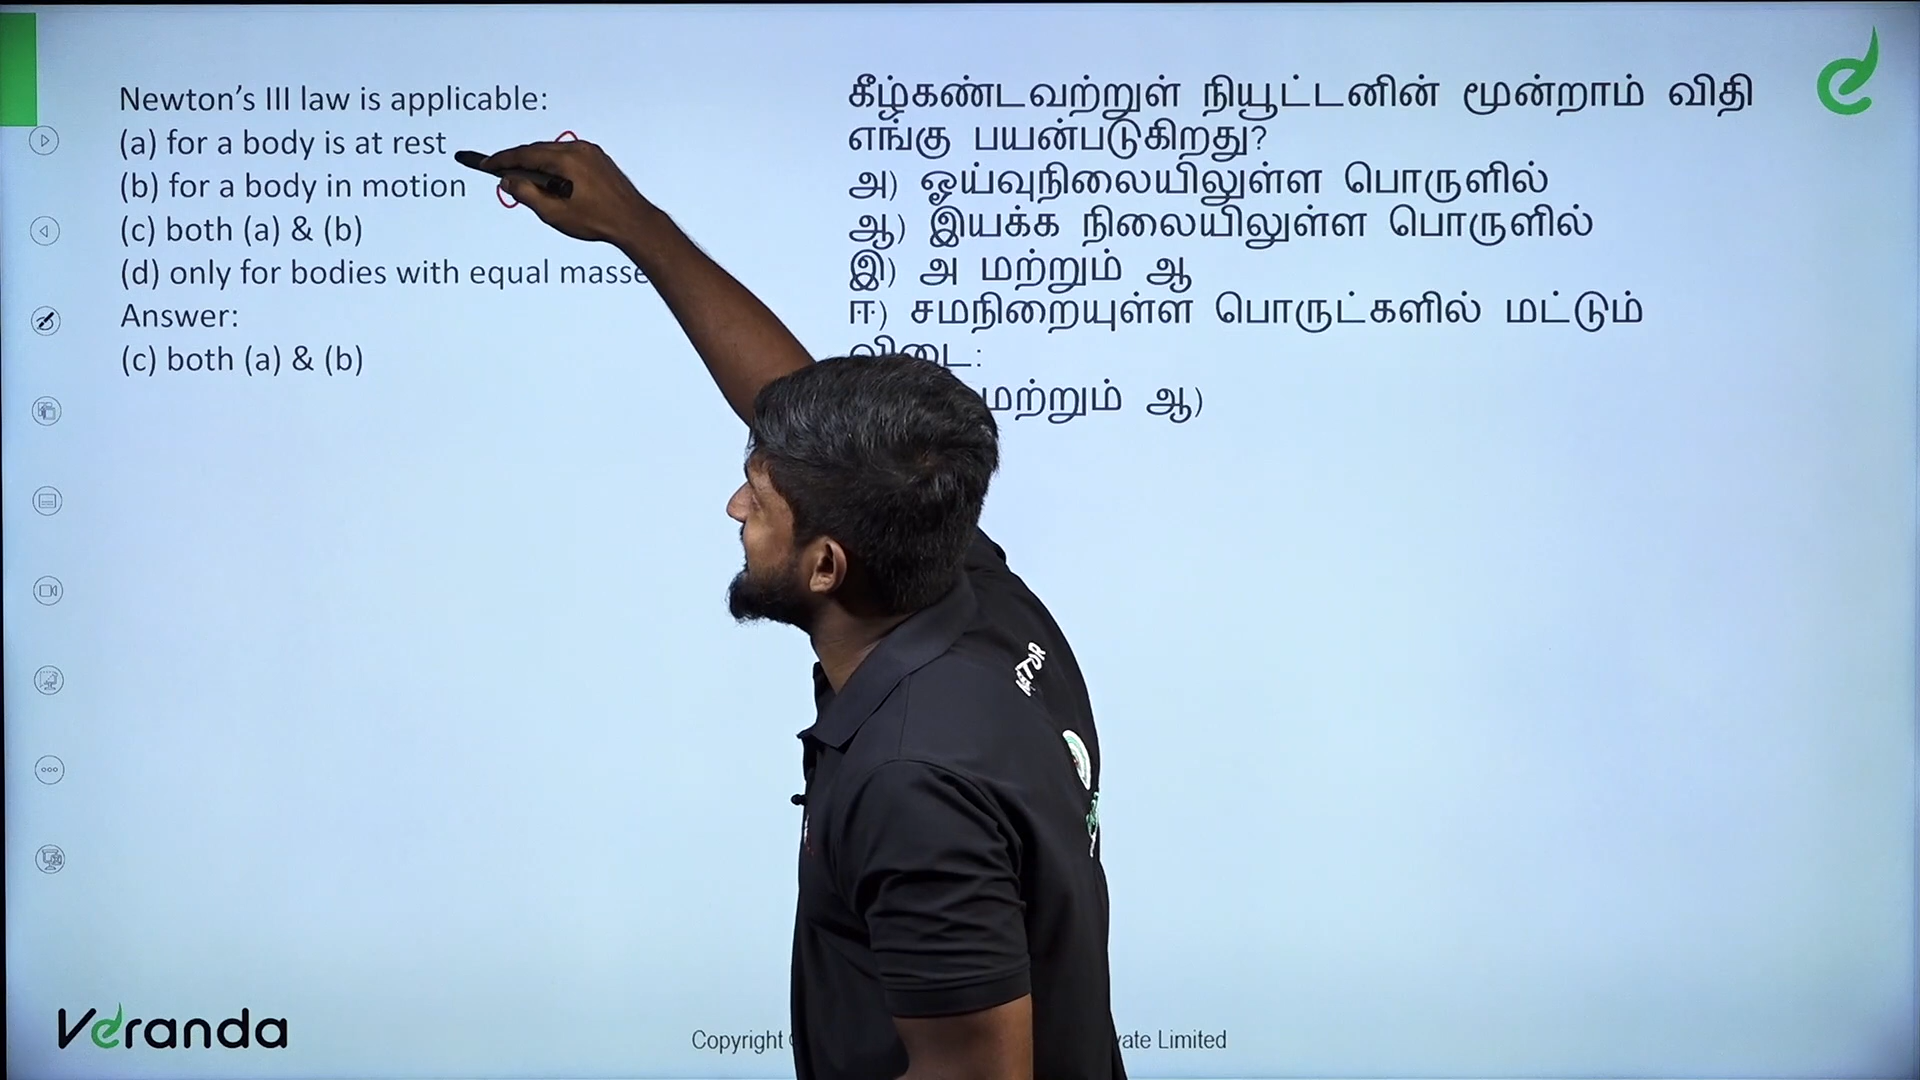 Newton’s III law is applicable:
(a) for a body is at rest
(b) for a body in motion
(c) both (a) & (b)
(d) only for bodies with equal masse
Answer:
(c) both (a) & (b)
கீழ்கண்டவற்றுள் நியூட்டனின் மூன்றாம் விதி
எங்கு பயன்படுகிறது?
அ) ஓய்வுநிலையிலுள்ள பொருளில்
ஆ) இயக்க நிலையிலுள்ள பொருளில்
இ) அ மற்றும் ஆ
ஈ) சமநிறையுள்ள பொருட்களில் மட்டும்
விடை:
மற்றும் ஆ)
Veranda
Copyright
Limited